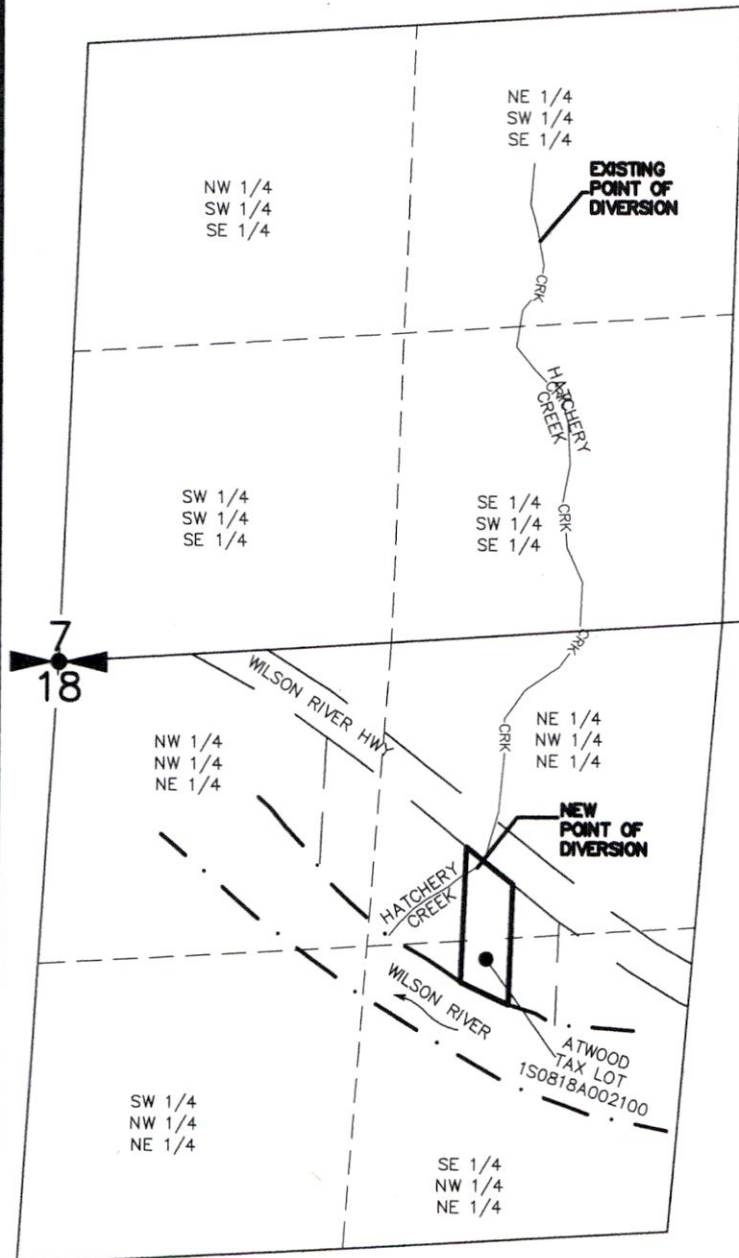 NE 1/4
SW 1/4
SE 1/4
EXISTING
POINT OF
DIVERSION
NW 1/4
SW 1/4
SE 1/4
CRK
HATCHERY
CRK
CREEK
SW 1/4
SW 1/4
SE 1/4
SE 1/4
SW 1/4
SE 1/4
CRK
CRK
7
18
WILSON RIVER HWY
NW 1/4
NW 1/4
NE 1/4
NE 1/4
NW 1/4
NE 1/4
CRK
NEW
POINT OF
DIVERSION
HATCHERY
CREEK
WILSON RIVER
ATWOOD
TAX LOT
1S0818A002100
SW 1/4
NW 1/4
NE 1/4
SE 1/4
NW 1/4
NE 1/4